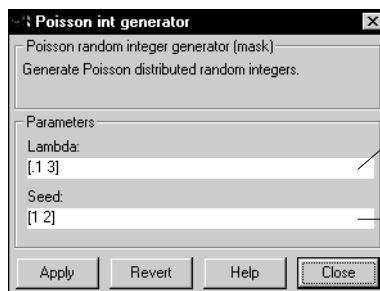 Poisson int generator
Poisson random integer generator (mask)
Generate Poisson distributed random integers.
Parameters
Lambda:
[.1 3]
Seed:
[1 2]
Apply Revert Help Close